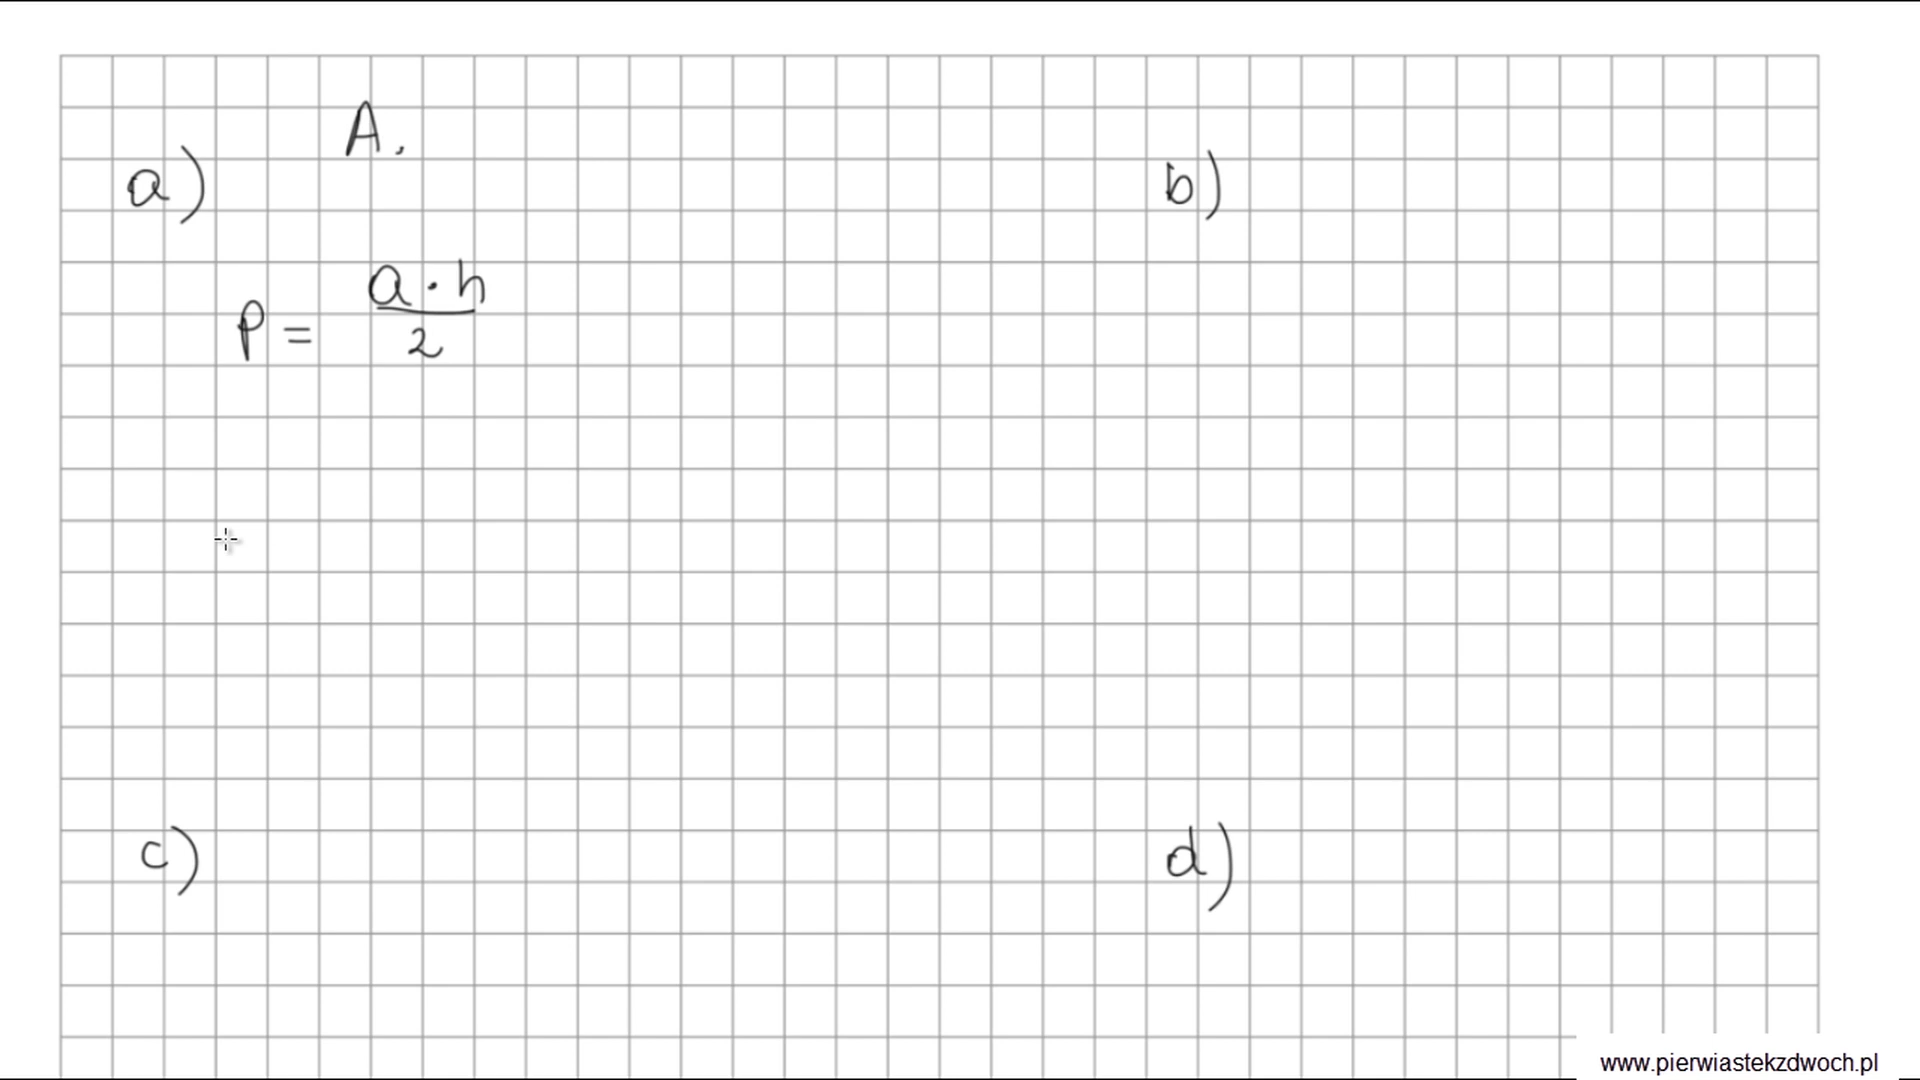 A.
a)
b)
P = a · h / 2
c)
d)
www.pierwiastekzdwoch.pl